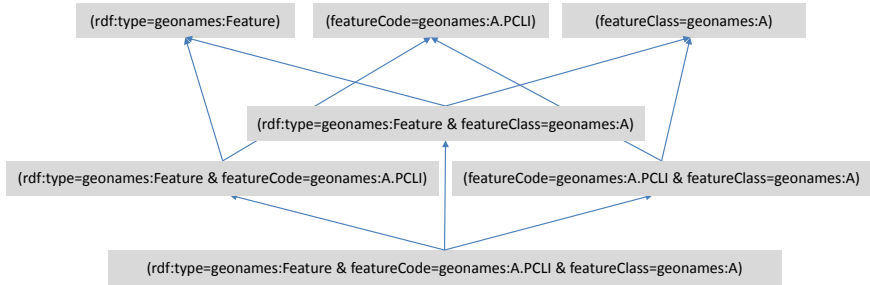 (rdf:type=geonames:Feature)
(featureCode=geonames:A.PCLI)
(featureClass=geonames:A)
(rdf:type=geonames:Feature & featureClass=geonames:A)
(rdf:type=geonames:Feature & featureCode=geonames:A.PCLI)
(featureCode=geonames:A.PCLI & featureClass=geonames:A)
(rdf:type=geonames:Feature & featureCode=geonames:A.PCLI & featureClass=geonames:A)